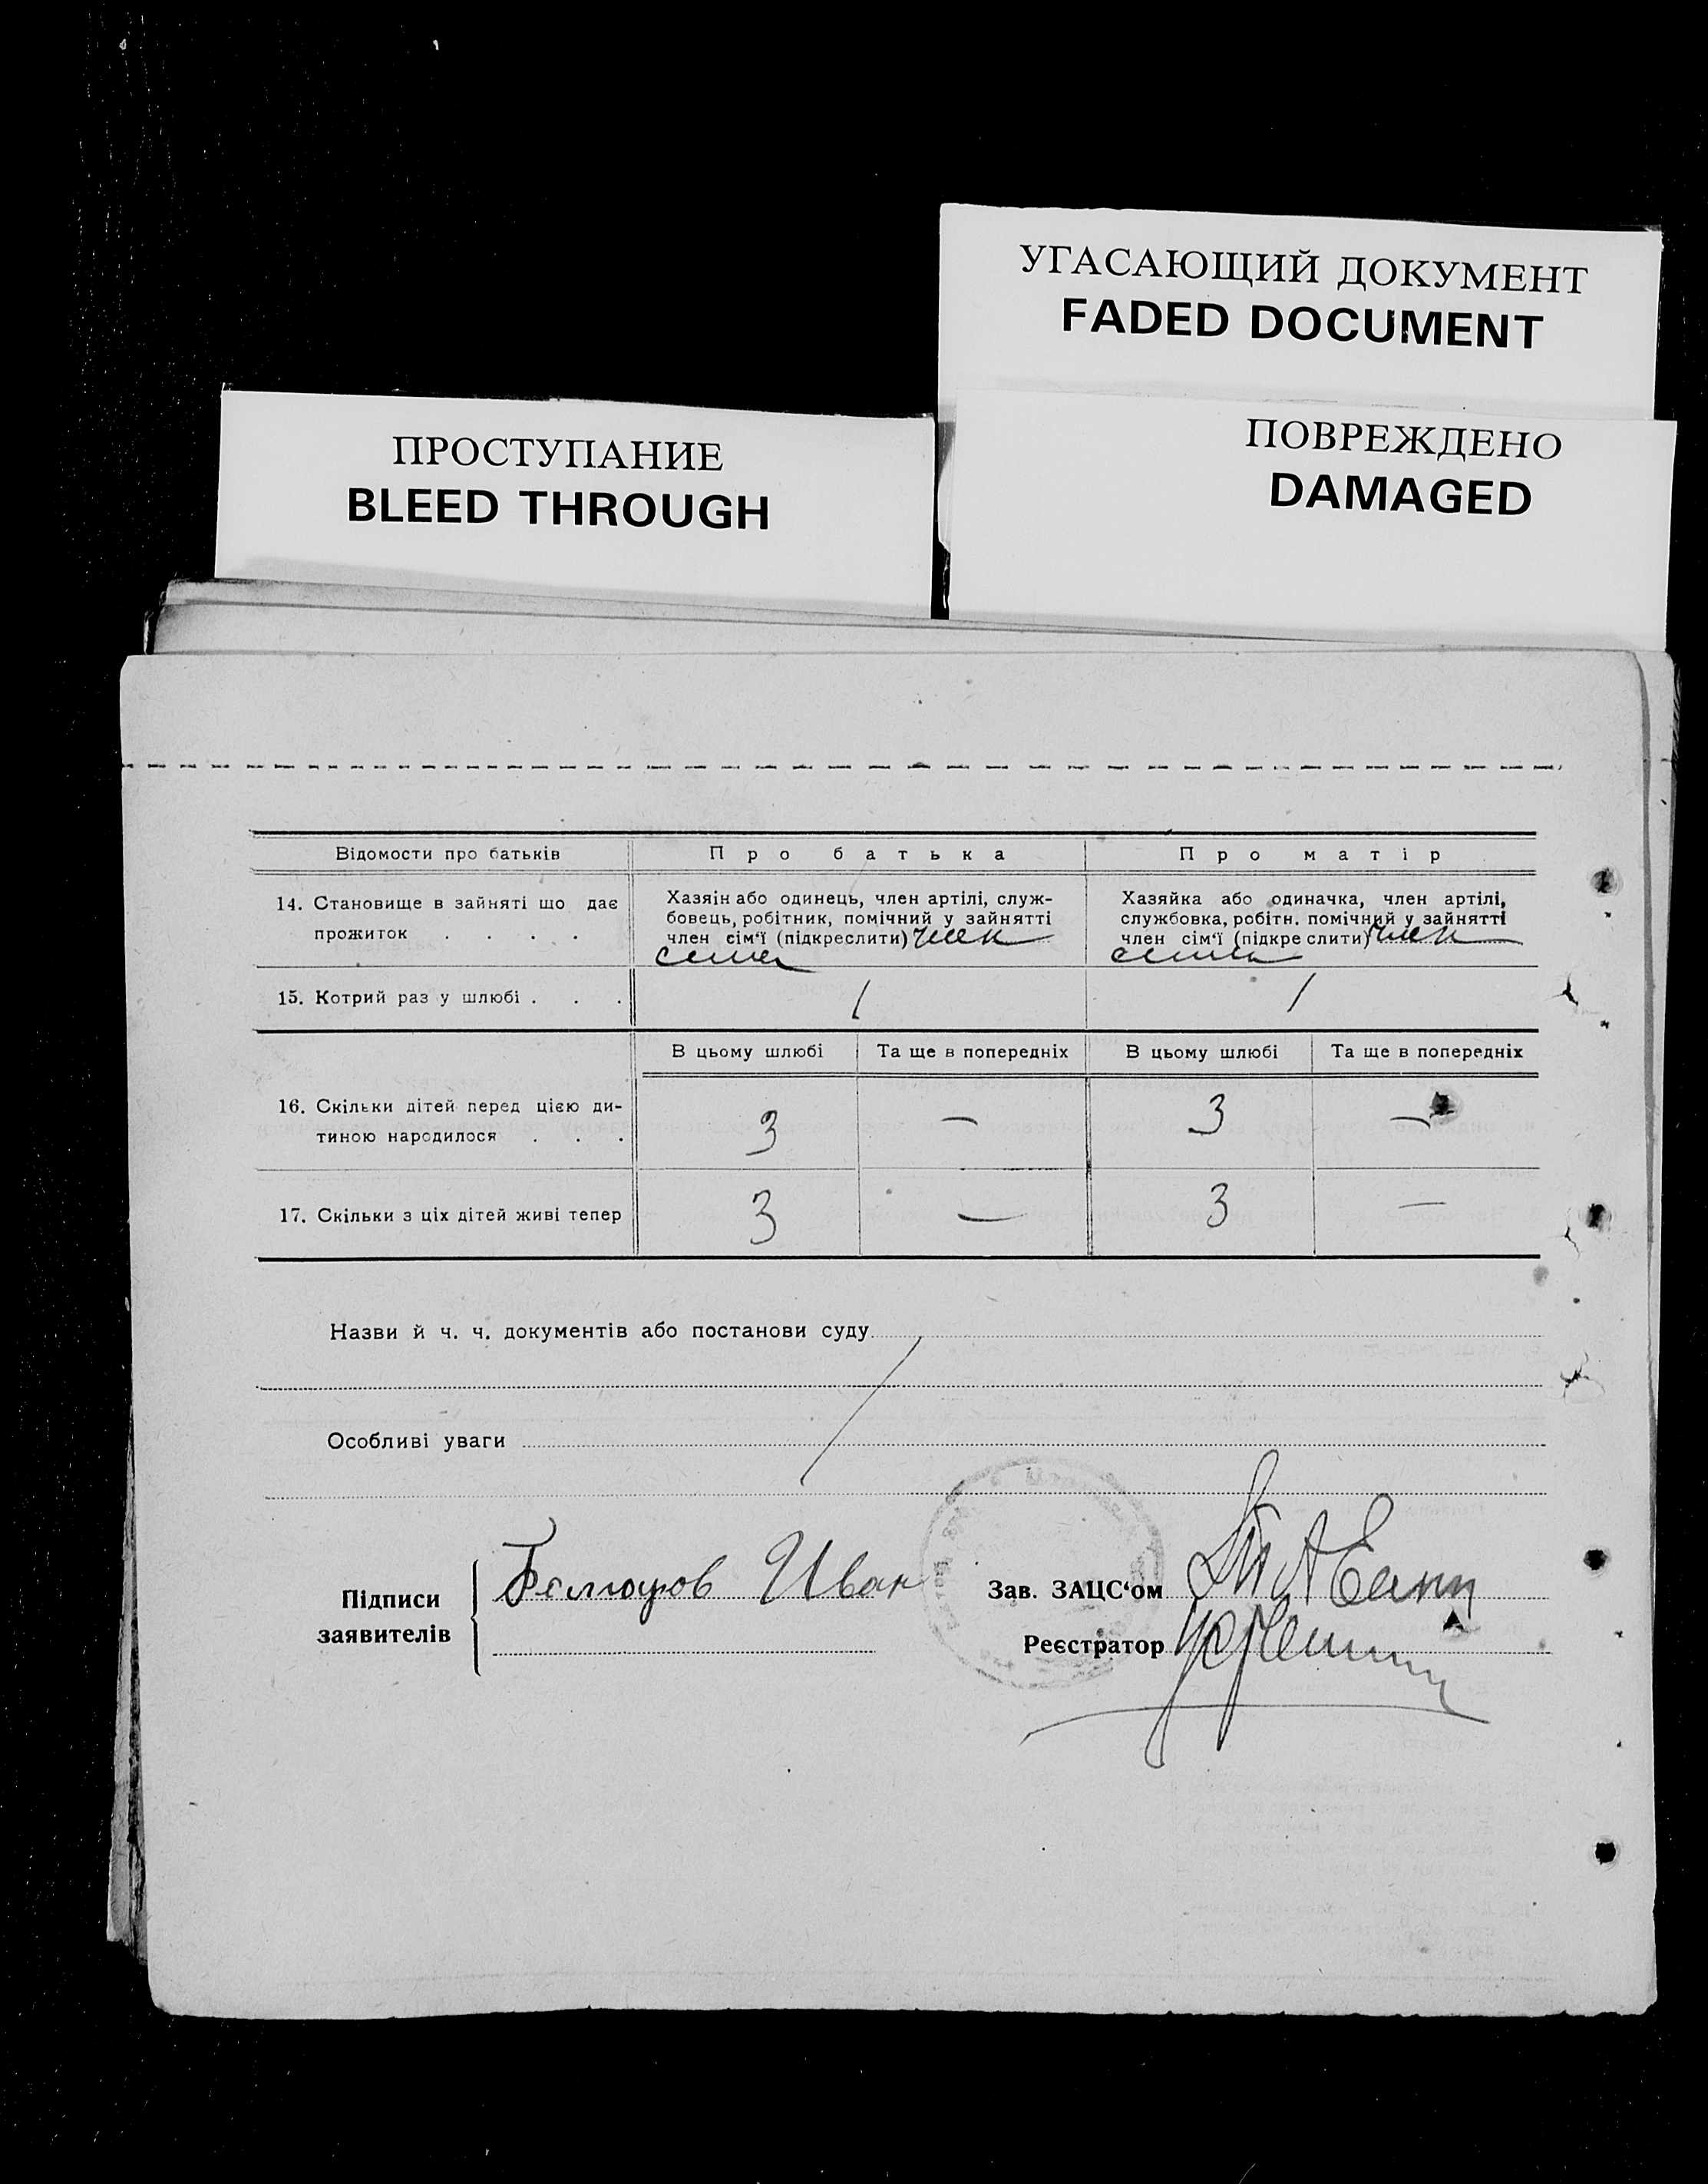 УГАСАЮЩИЙ ДОКУМЕНТ
FADED DOCUMENT
ПРОСТУПАНИЕ
BLEED THROUGH
ПОВРЕЖДЕНО
DAMAGED
Відомости про батьків Про батька Про матір
14. Становище в зайняті що дає
прожиток . . . .
Хазяїн або одинець, член артілі, служ-
бовець, робітник, помічний у зайнятті
член сім'ї (підкреслити) член
семьи
Хазяйка або одиначка, член артілі,
службовка, робітн. помічний у зайнятті
член сім'ї (підкреслити) член
семьи
15. Котрий раз у шлюбі . . . 1 1
В цьому шлюбі Та ще в попередніх В цьому шлюбі Та ще в попередніх
16. Скільки дітей перед цією ди-
тиною народилося . . . 3 — 3 —
17. Скільки з ціх дітей живі тепер 3 — 3 —
Назви й ч. ч. документів або постанови суду
Особливі уваги
Підписи
заявителів
Иван
Зав. ЗАЦС'ом
Реєстратор